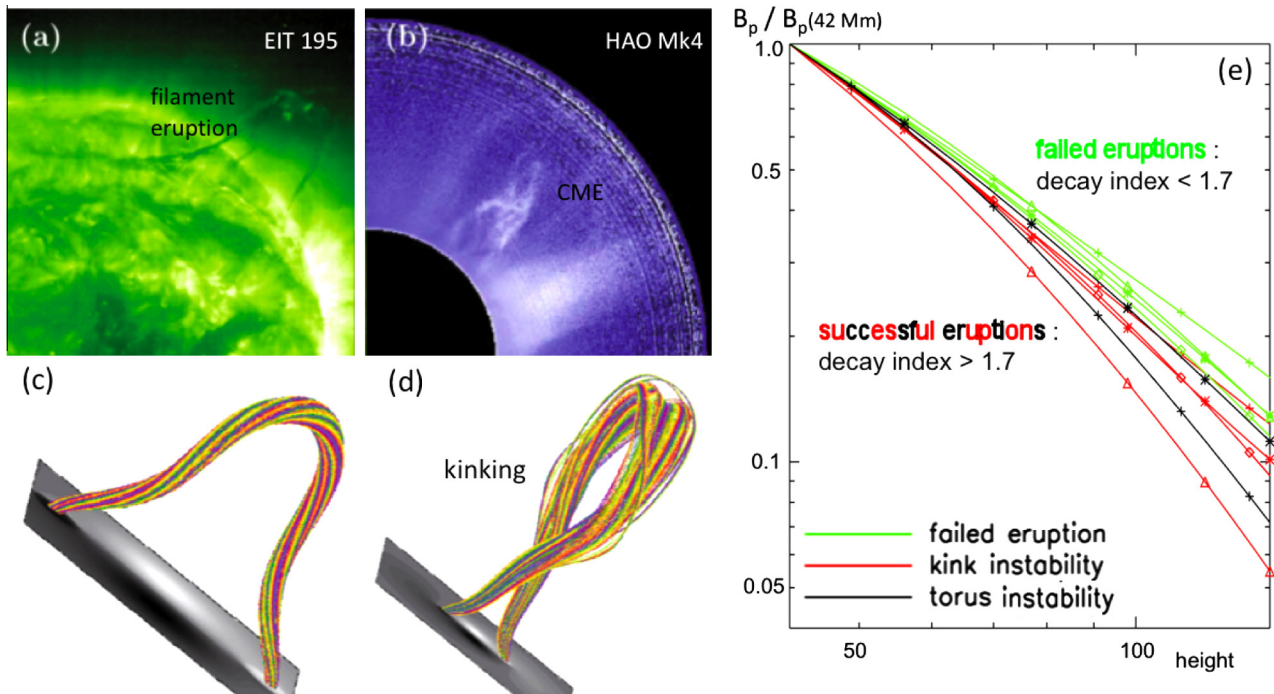 (a)
EIT 195
filament
eruption
(b)
HAO Mk4
CME
(c)
(d)
kinking
B_p / B_p(42 Mm)
(e)
1.0
0.5
0.1
0.05
failed eruptions :
decay index < 1.7
successful eruptions :
decay index > 1.7
failed eruption
kink instability
torus instability
50
100
height